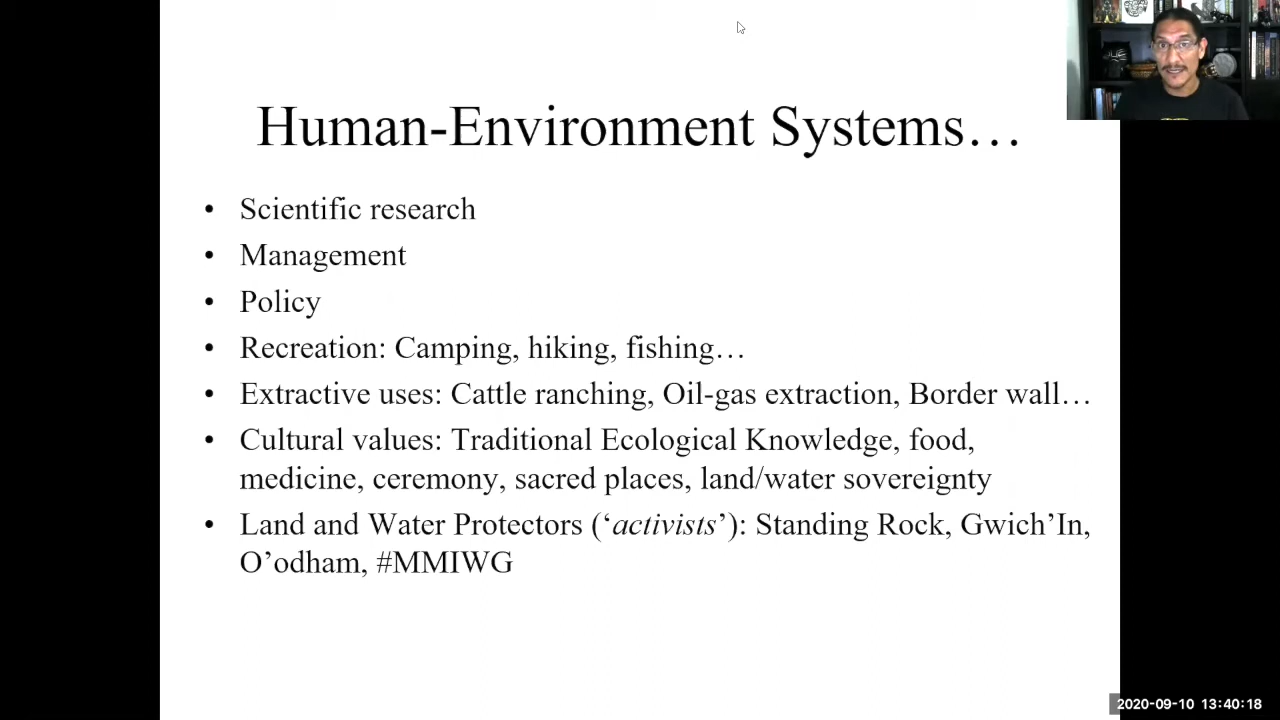 Human-Environment Systems…
• Scientific research
• Management
• Policy
• Recreation: Camping, hiking, fishing…
• Extractive uses: Cattle ranching, Oil-gas extraction, Border wall…
• Cultural values: Traditional Ecological Knowledge, food,
medicine, ceremony, sacred places, land/water sovereignty
• Land and Water Protectors (‘activists’): Standing Rock, Gwich’In,
O’odham, #MMIWG
2020-09-10 13:40:18